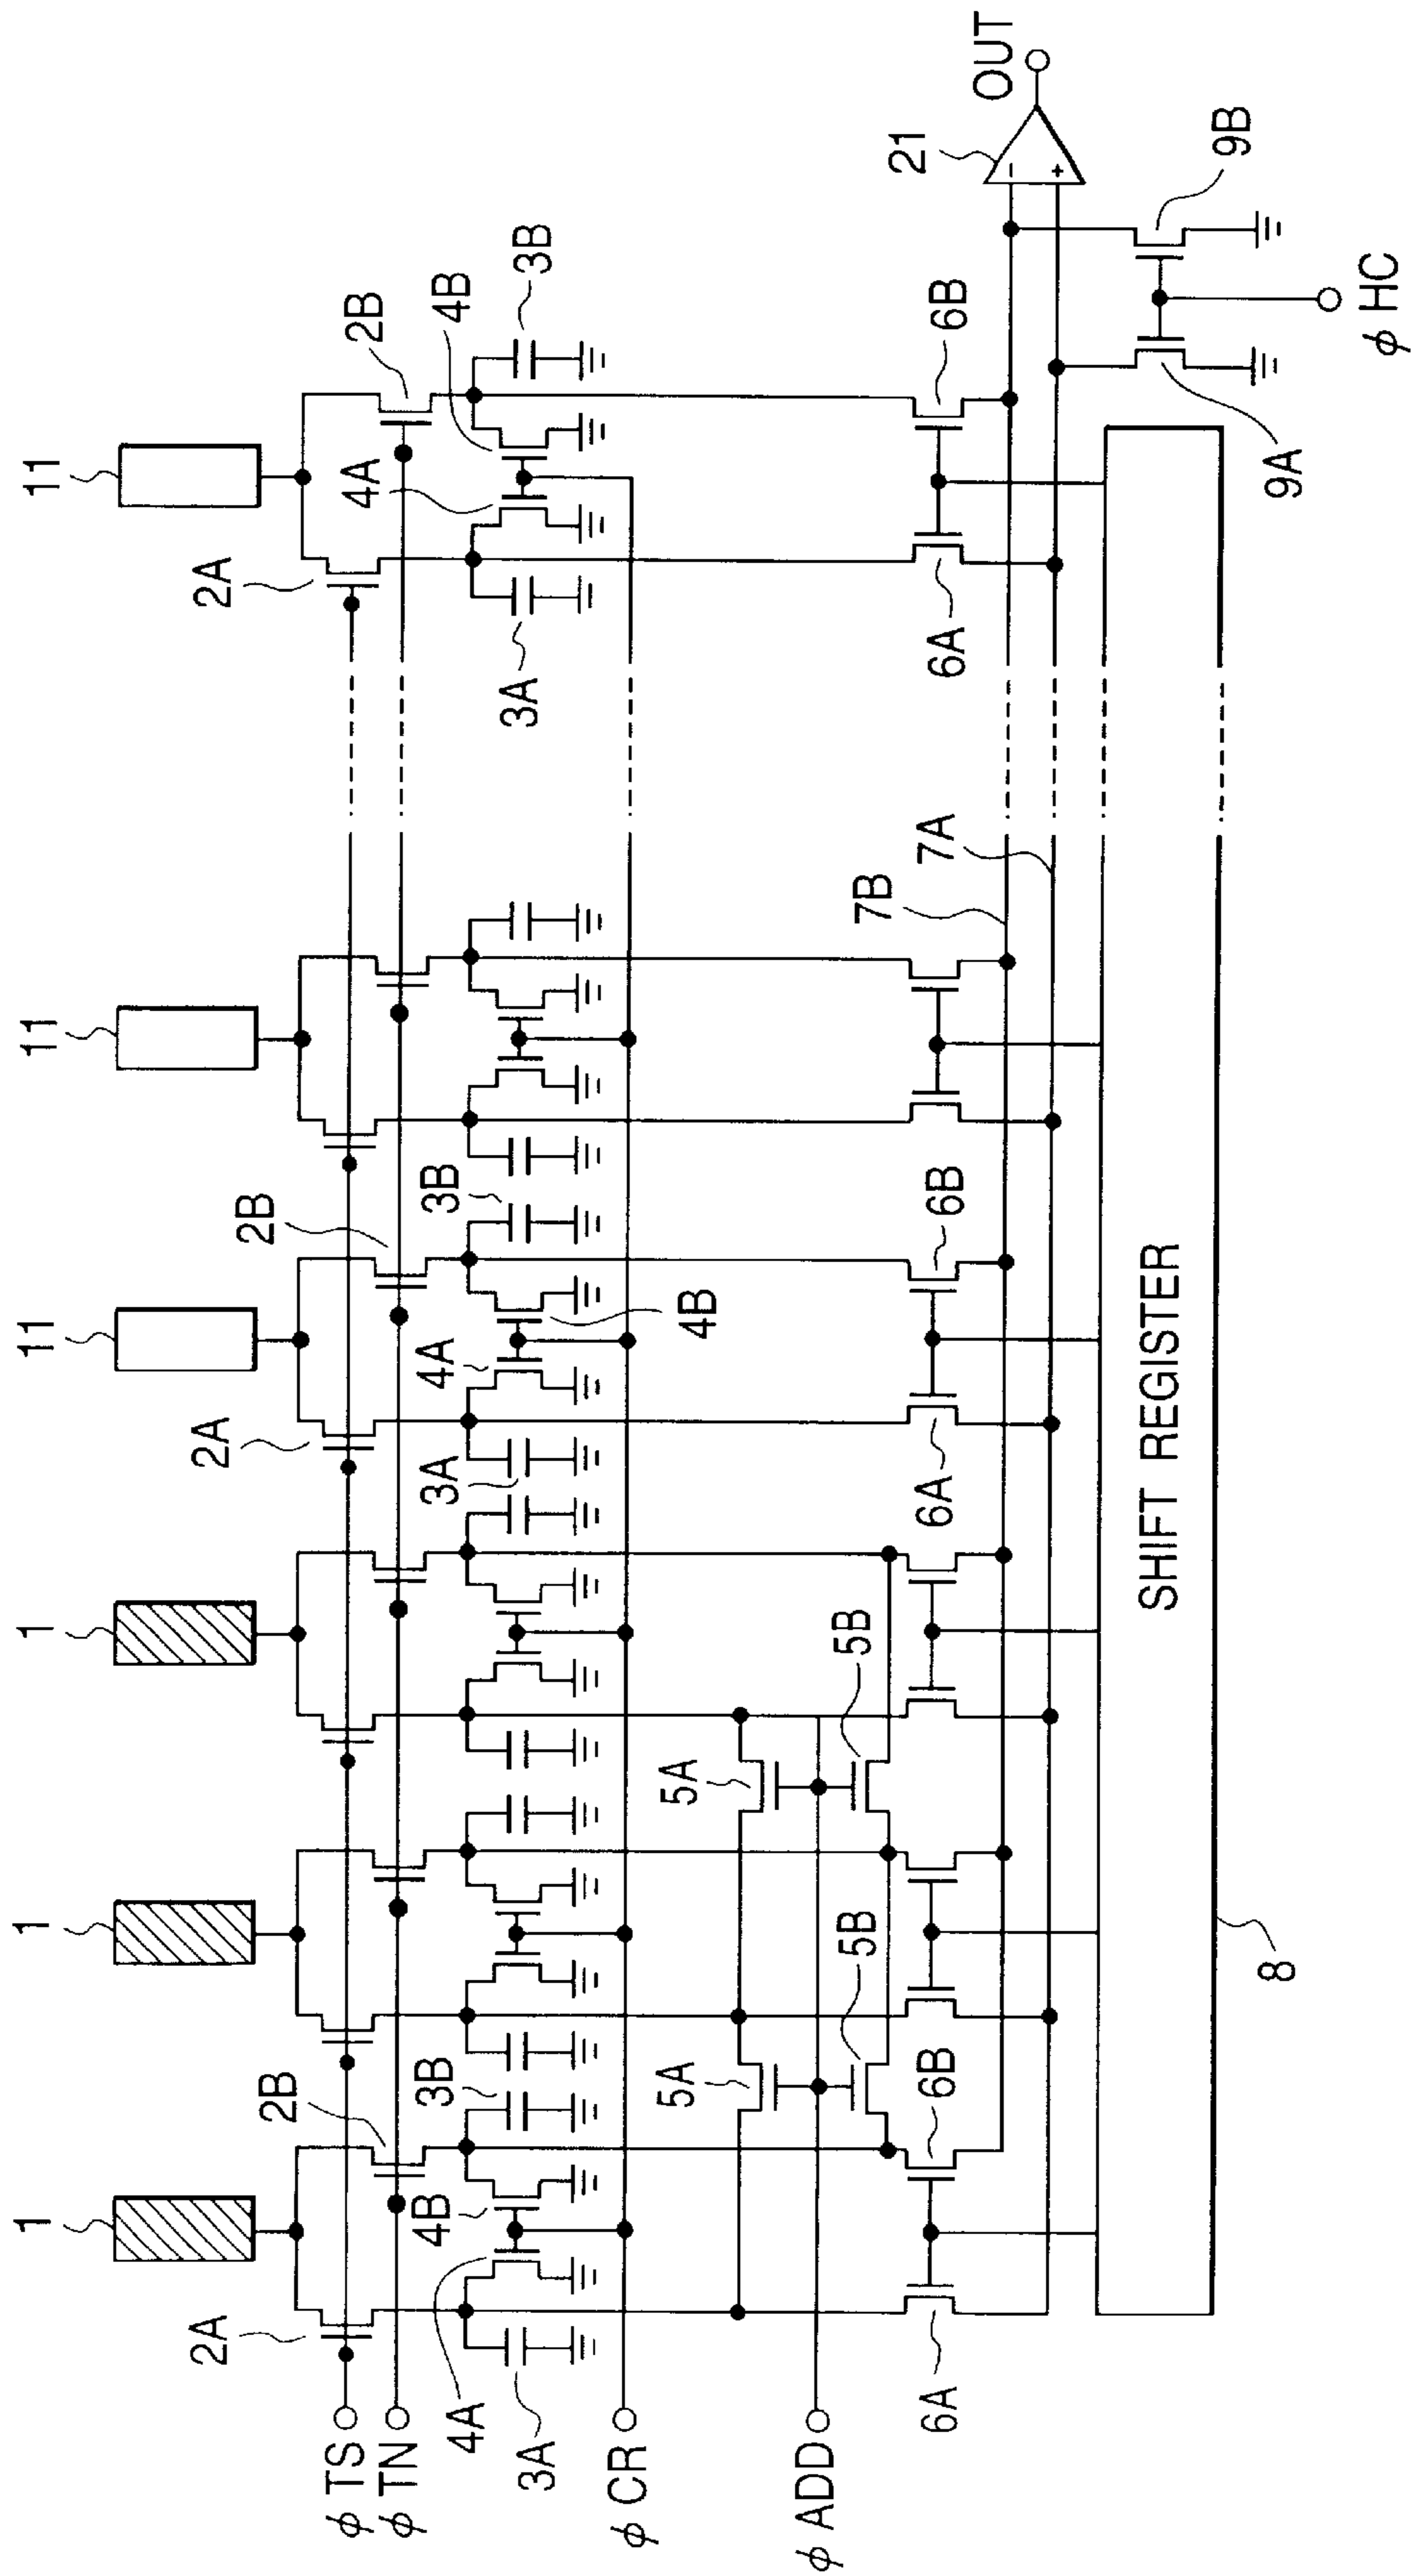 1
1
1
11
11
11
2A
2B
2A
2B
2A
2B
φ TS
φ TN
4A
4B
3A
3B
3A
4A
4B
3B
3A
4A
4B
3B
φ CR
5A
5A
5B
5B
φ ADD
6A
6B
6A
6B
6A
6B
7B
7A
21
-
+
OUT
SHIFT REGISTER
8
9A
9B
φ HC